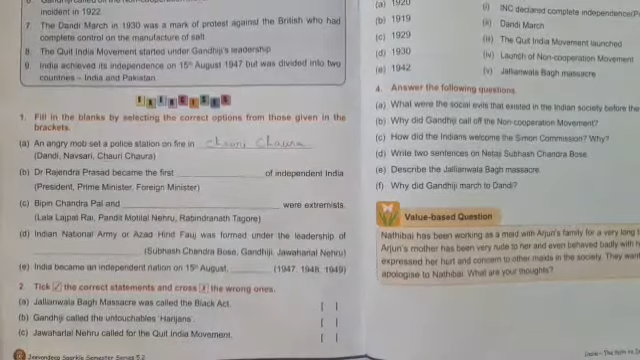 incident in 1922.
7. The Dandi March in 1930 was a mark of protest against the British who had
complete control on the manufacture of salt.
8. The Quit India Movement started under Gandhiji's leadership.
9. India achieved its independence on 15th August 1947 but was divided into two
countries – India and Pakistan.
EXERCISES
1. Fill in the blanks by selecting the correct options from those given in the
brackets.
(a) An angry mob set a police station on fire in Chauri Chaura
(Dandi, Navsari, Chauri Chaura)
(b) Dr Rajendra Prasad became the first ____ of independent India
(President, Prime Minister, Foreign Minister)
(c) Bipin Chandra Pal and ____ were extremists.
(Lala Lajpat Rai, Pandit Motilal Nehru, Rabindranath Tagore)
(d) Indian National Army or Azad Hind Fauj was formed under the leadership of
____ (Subhash Chandra Bose, Gandhiji, Jawaharlal Nehru)
(e) India became an independent nation on 15th August, ____ (1947, 1948, 1949)
2. Tick ✓ the correct statements and cross ✗ the wrong ones.
(a) Jallianwala Bagh Massacre was called the Black Act. [ ]
(b) Gandhiji called the untouchables 'Harijans'. [ ]
(c) Jawaharlal Nehru called for the Quit India Movement. [ ]
Semester Series 5.2
(a) 1920 (i) INC declared complete independence/P
(b) 1919 (ii) Dandi March
(c) 1929 (iii) The Quit India Movement launched
(d) 1930 (iv) Launch of Non-cooperation Movement
(e) 1942 (v) Jallianwala Bagh massacre
4. Answer the following questions.
(a) What were the social evils that existed in the Indian society before the
(b) Why did Gandhiji call off the Non-cooperation Movement?
(c) How did the Indians welcome the Simon Commission? Why?
(d) Write two sentences on Netaji Subhash Chandra Bose
(e) Describe the Jallianwala Bagh massacre
(f) Why did Gandhiji march to Dandi?
Value-based Question
Nathibai has been working as a maid with Arjun's family for a very long t
Arjun's mother has been very rude to her and even behaved badly with h
expressed her hurt and concern to other maids in the society. They want
apologise to Nathibai. What are your thoughts?